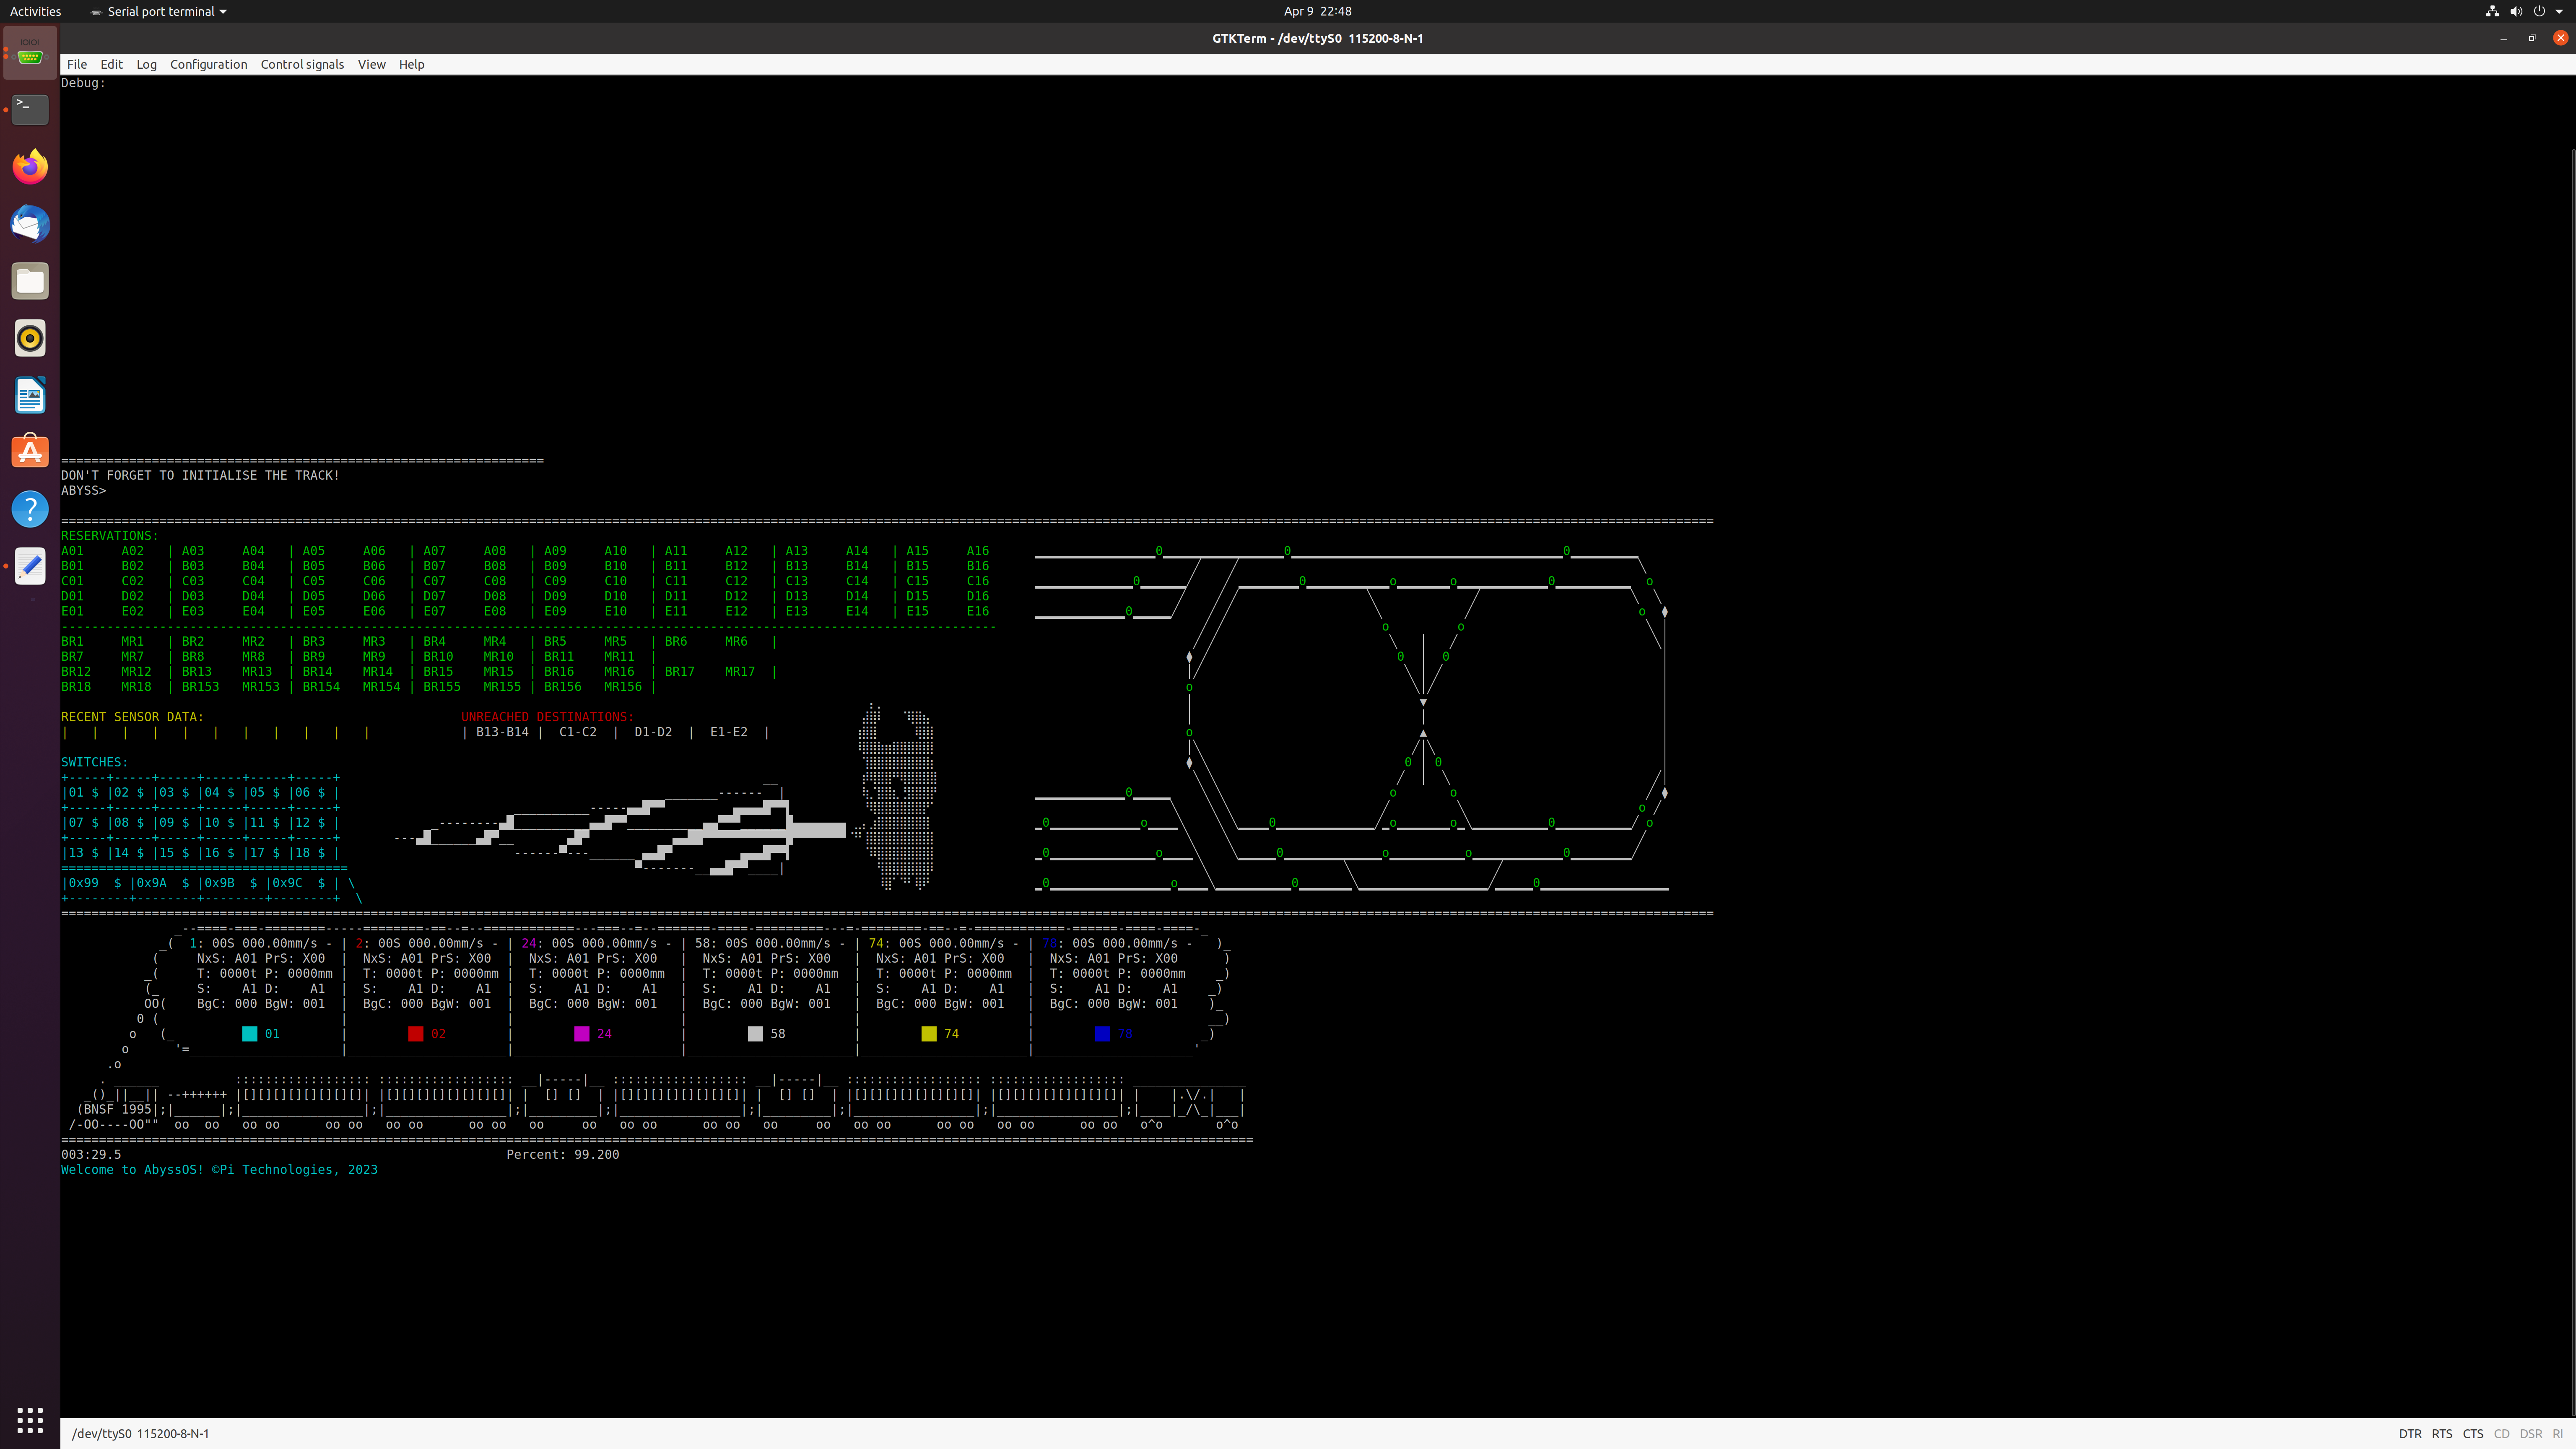 Activities Serial port terminal Apr 9 22:48
GTKTerm - /dev/ttyS0 115200-8-N-1
File Edit Log Configuration Control signals View Help
Debug:
================================================================
DON'T FORGET TO INITIALISE THE TRACK!
ABYSS>
RESERVATIONS:
A01 A02 | A03 A04 | A05 A06 | A07 A08 | A09 A10 | A11 A12 | A13 A14 | A15 A16
B01 B02 | B03 B04 | B05 B06 | B07 B08 | B09 B10 | B11 B12 | B13 B14 | B15 B16
C01 C02 | C03 C04 | C05 C06 | C07 C08 | C09 C10 | C11 C12 | C13 C14 | C15 C16
D01 D02 | D03 D04 | D05 D06 | D07 D08 | D09 D10 | D11 D12 | D13 D14 | D15 D16
E01 E02 | E03 E04 | E05 E06 | E07 E08 | E09 E10 | E11 E12 | E13 E14 | E15 E16
BR1 MR1 | BR2 MR2 | BR3 MR3 | BR4 MR4 | BR5 MR5 | BR6 MR6 |
BR7 MR7 | BR8 MR8 | BR9 MR9 | BR10 MR10 | BR11 MR11 |
BR12 MR12 | BR13 MR13 | BR14 MR14 | BR15 MR15 | BR16 MR16 | BR17 MR17 |
BR18 MR18 | BR153 MR153 | BR154 MR154 | BR155 MR155 | BR156 MR156 |
RECENT SENSOR DATA: UNREACHED DESTINATIONS:
| | | | | | | | | | | | B13-B14 | C1-C2 | D1-D2 | E1-E2 |
SWITCHES:
+-----+-----+-----+-----+-----+-----+
|01 $ |02 $ |03 $ |04 $ |05 $ |06 $ |
+-----+-----+-----+-----+-----+-----+
|07 $ |08 $ |09 $ |10 $ |11 $ |12 $ |
+-----+-----+-----+-----+-----+-----+
|13 $ |14 $ |15 $ |16 $ |17 $ |18 $ |
======================================
|0x99 $ |0x9A $ |0x9B $ |0x9C $ | \
+--------+--------+--------+--------+ \
1: 00S 000.00mm/s - | 2: 00S 000.00mm/s - | 24: 00S 000.00mm/s - | 58: 00S 000.00mm/s - | 74: 00S 000.00mm/s - | 78: 00S 000.00mm/s -
NxS: A01 PrS: X00 | NxS: A01 PrS: X00 | NxS: A01 PrS: X00 | NxS: A01 PrS: X00 | NxS: A01 PrS: X00 | NxS: A01 PrS: X00
T: 0000t P: 0000mm | T: 0000t P: 0000mm | T: 0000t P: 0000mm | T: 0000t P: 0000mm | T: 0000t P: 0000mm | T: 0000t P: 0000mm
S: A1 D: A1 | S: A1 D: A1 | S: A1 D: A1 | S: A1 D: A1 | S: A1 D: A1 | S: A1 D: A1
BgC: 000 BgW: 001 | BgC: 000 BgW: 001 | BgC: 000 BgW: 001 | BgC: 000 BgW: 001 | BgC: 000 BgW: 001 | BgC: 000 BgW: 001
01 02 24 58 74 78
(BNSF 1995|
003:29.5 Percent: 99.200
Welcome to AbyssOS! ©Pi Technologies, 2023
/dev/ttyS0 115200-8-N-1 DTR RTS CTS CD DSR RI